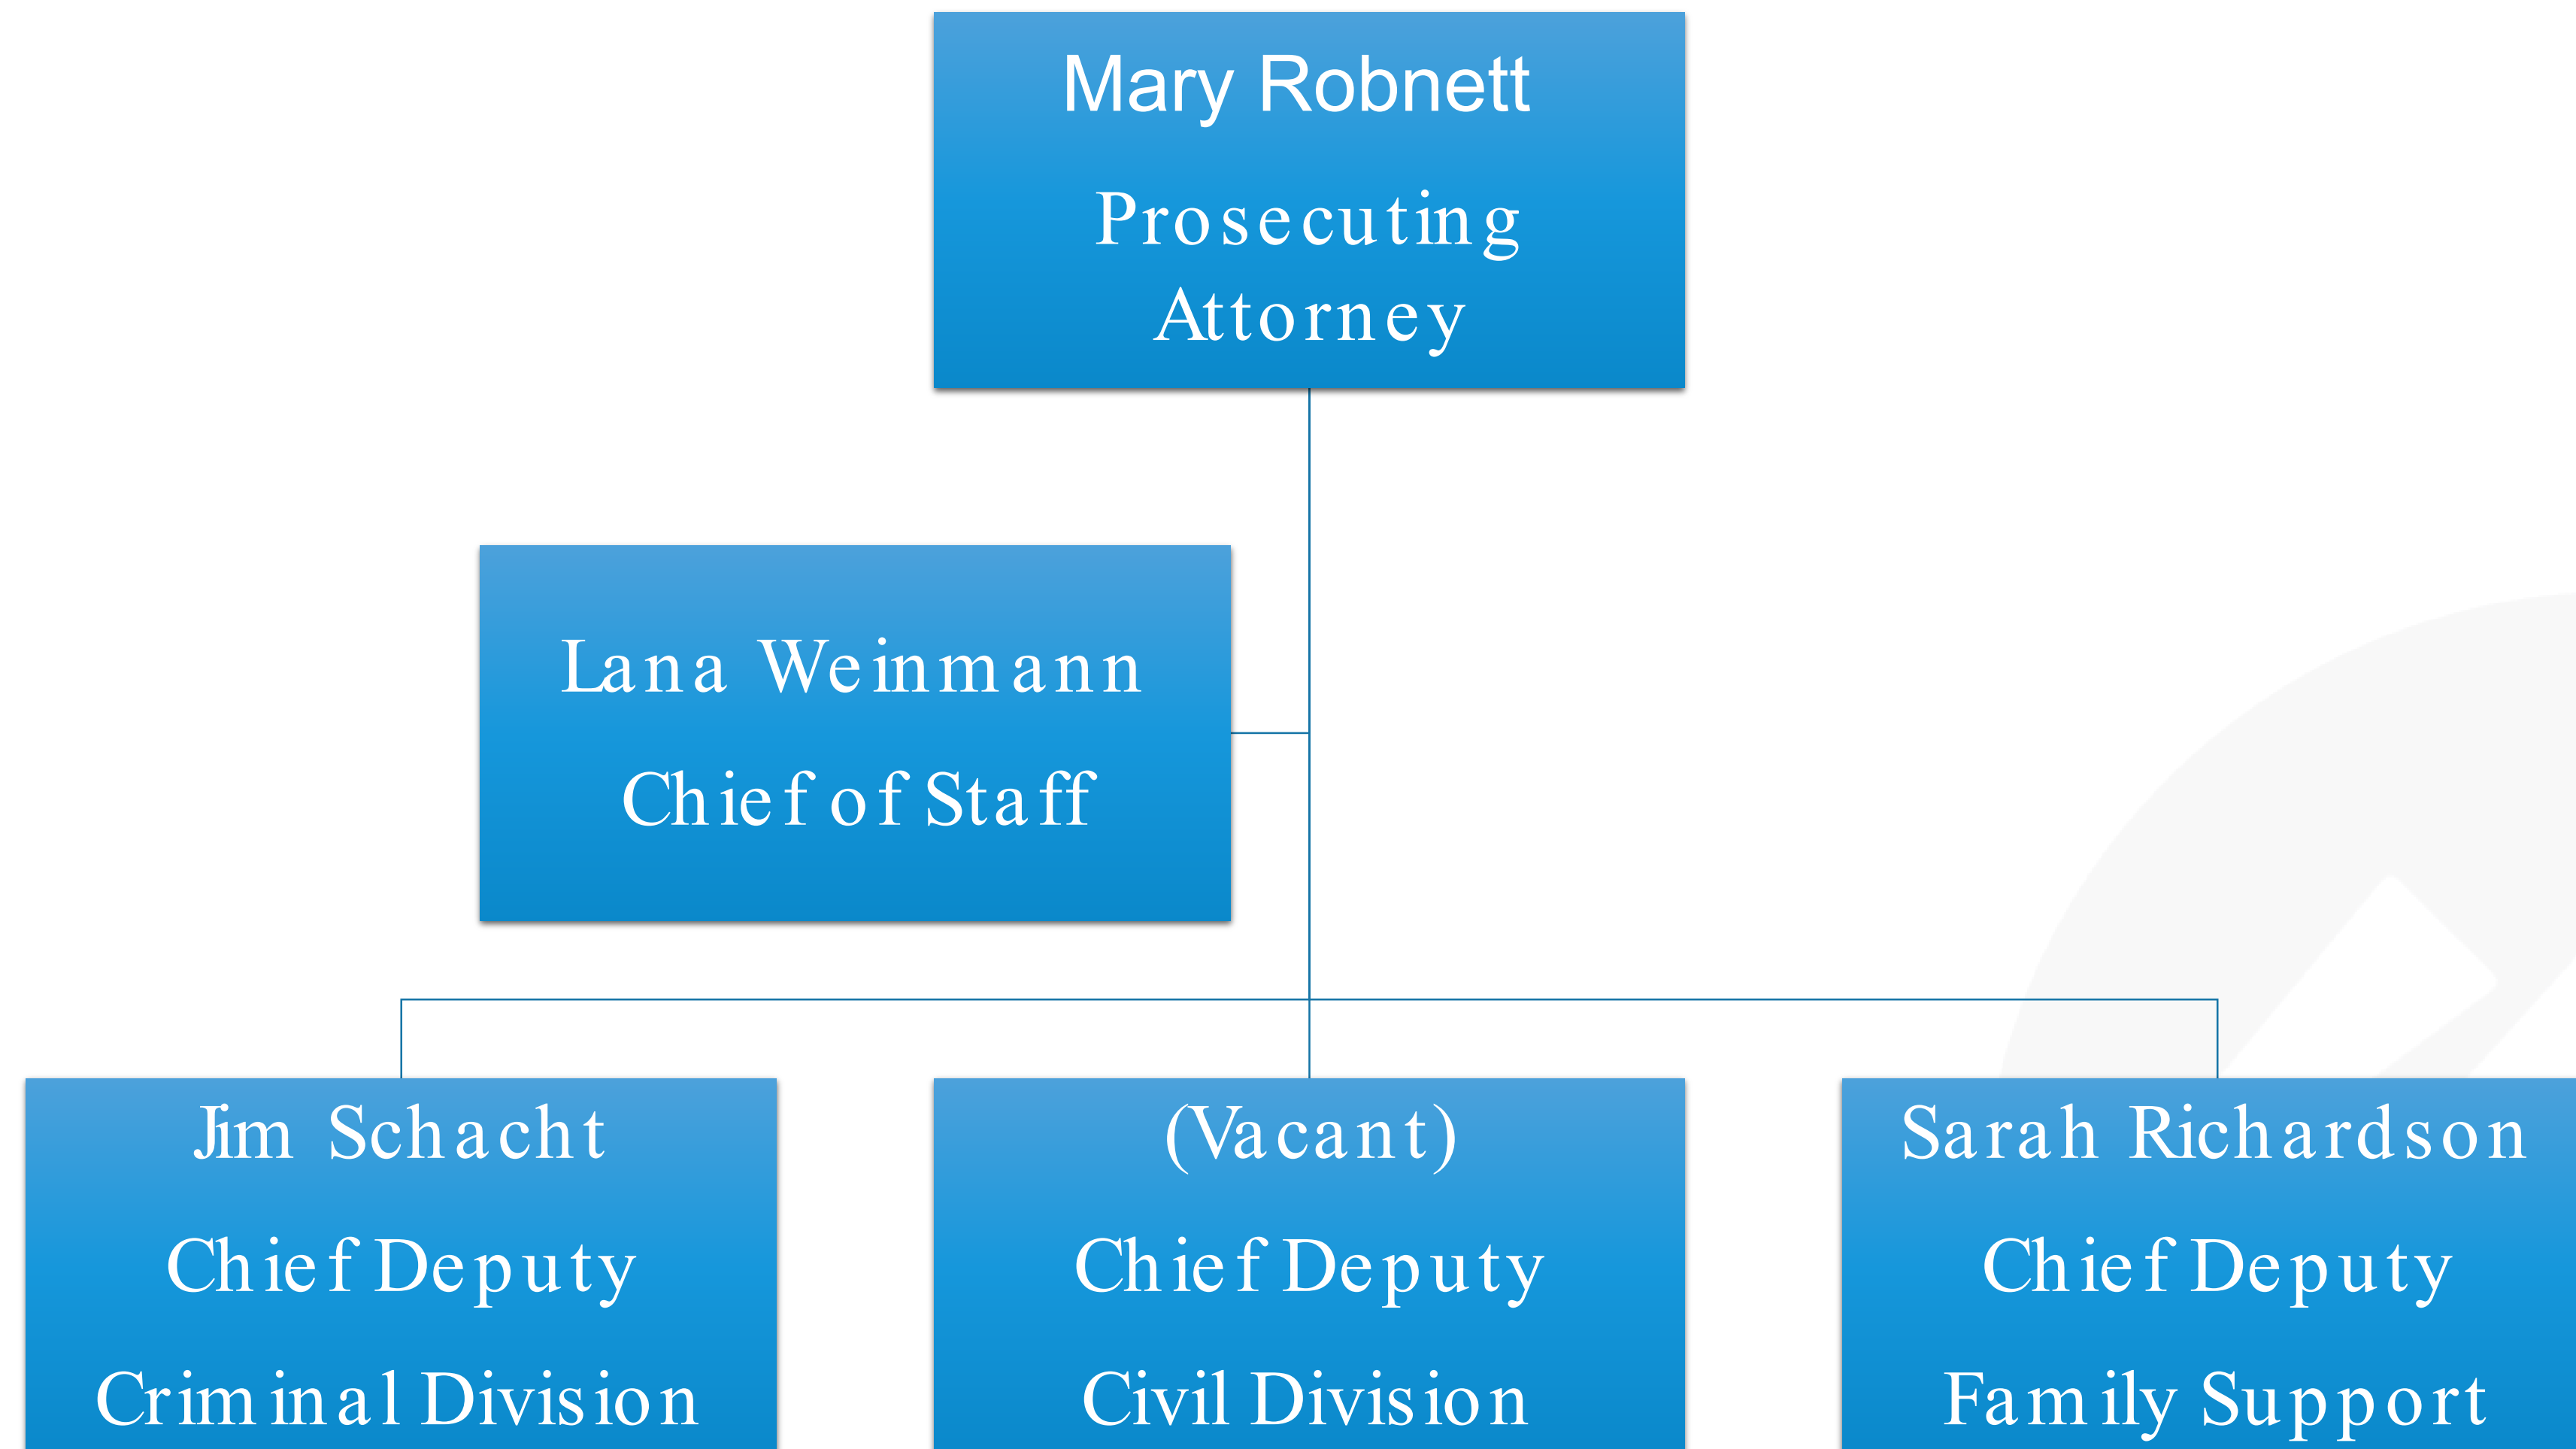 Mary Robnett
Prosecuting
Attorney
Lana Weinmann
Chief of Staff
Jim Schacht
Chief Deputy
Criminal Division
(Vacant)
Chief Deputy
Civil Division
Sarah Richardson
Chief Deputy
Family Support